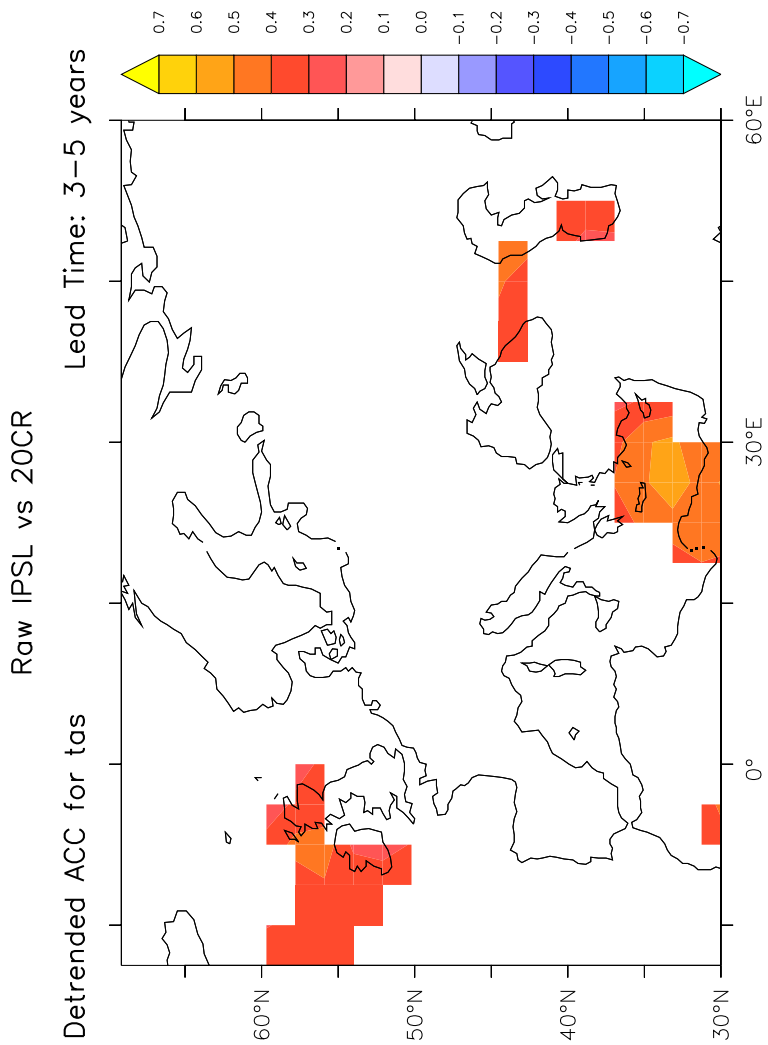 Raw IPSL vs 20CR
Detrended ACC for tas
Lead Time: 3−5 years
60°N
50°N
40°N
30°N
0°
30°E
60°E
0.7
0.6
0.5
0.4
0.3
0.2
0.1
0.0
−0.1
−0.2
−0.3
−0.4
−0.5
−0.6
−0.7